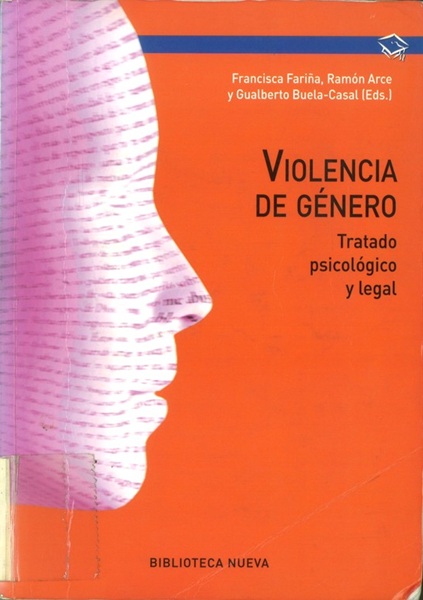 Francisca Fariña, Ramón Arce
y Gualberto Buela-Casal (Eds.)
VIOLENCIA
DE GÉNERO
Tratado
psicológico
y legal
BIBLIOTECA NUEVA